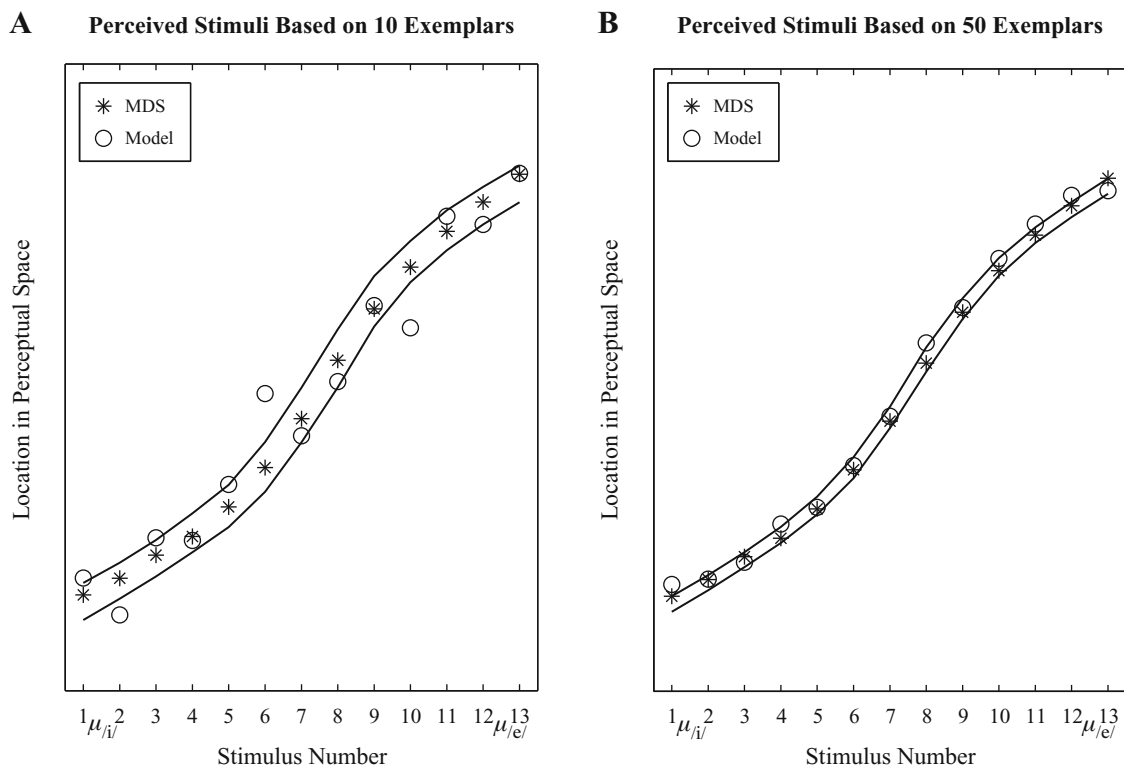 A
Perceived Stimuli Based on 10 Exemplars
MDS
Model
Location in Perceptual Space
1 μ/i/ 2 3 4 5 6 7 8 9 10 11 12 μ/e/ 13
Stimulus Number
B
Perceived Stimuli Based on 50 Exemplars
MDS
Model
Location in Perceptual Space
1 μ/i/ 2 3 4 5 6 7 8 9 10 11 12 μ/e/ 13
Stimulus Number